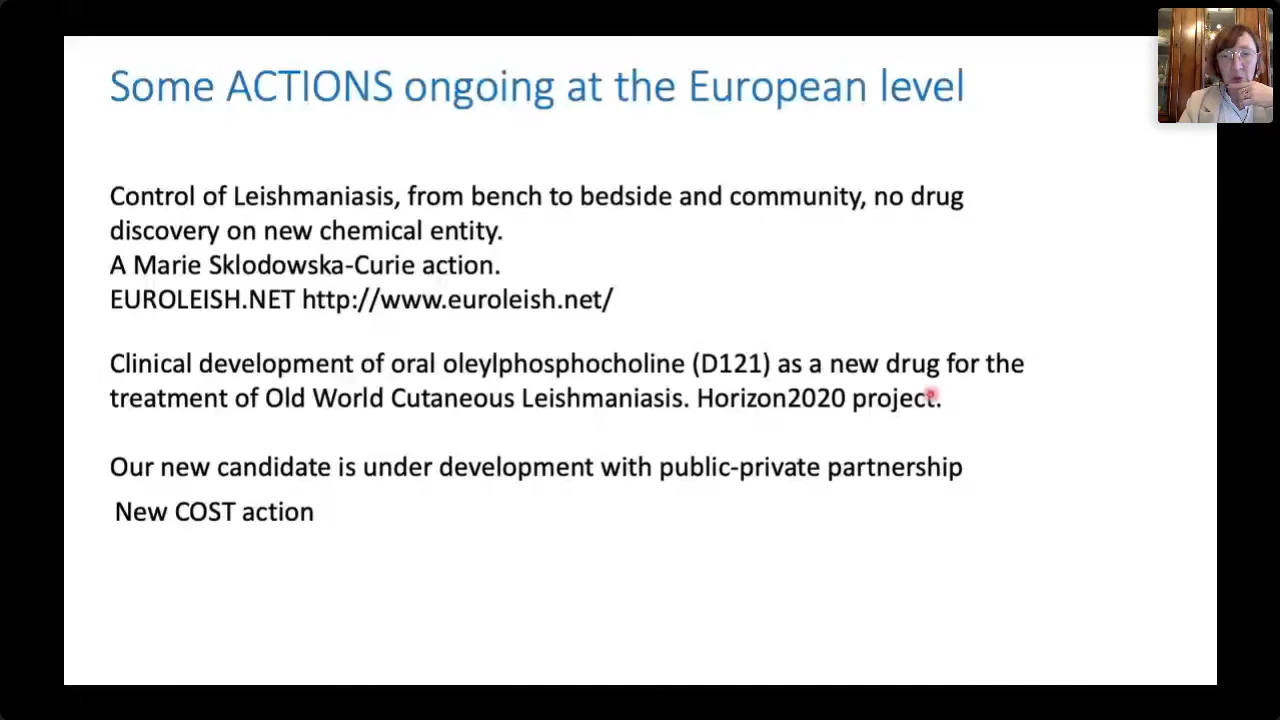 Some ACTIONS ongoing at the European level
Control of Leishmaniasis, from bench to bedside and community, no drug
discovery on new chemical entity.
A Marie Sklodowska-Curie action.
EUROLEISH.NET http://www.euroleish.net/
Clinical development of oral oleylphosphocholine (D121) as a new drug for the
treatment of Old World Cutaneous Leishmaniasis. Horizon2020 project.
Our new candidate is under development with public-private partnership
New COST action